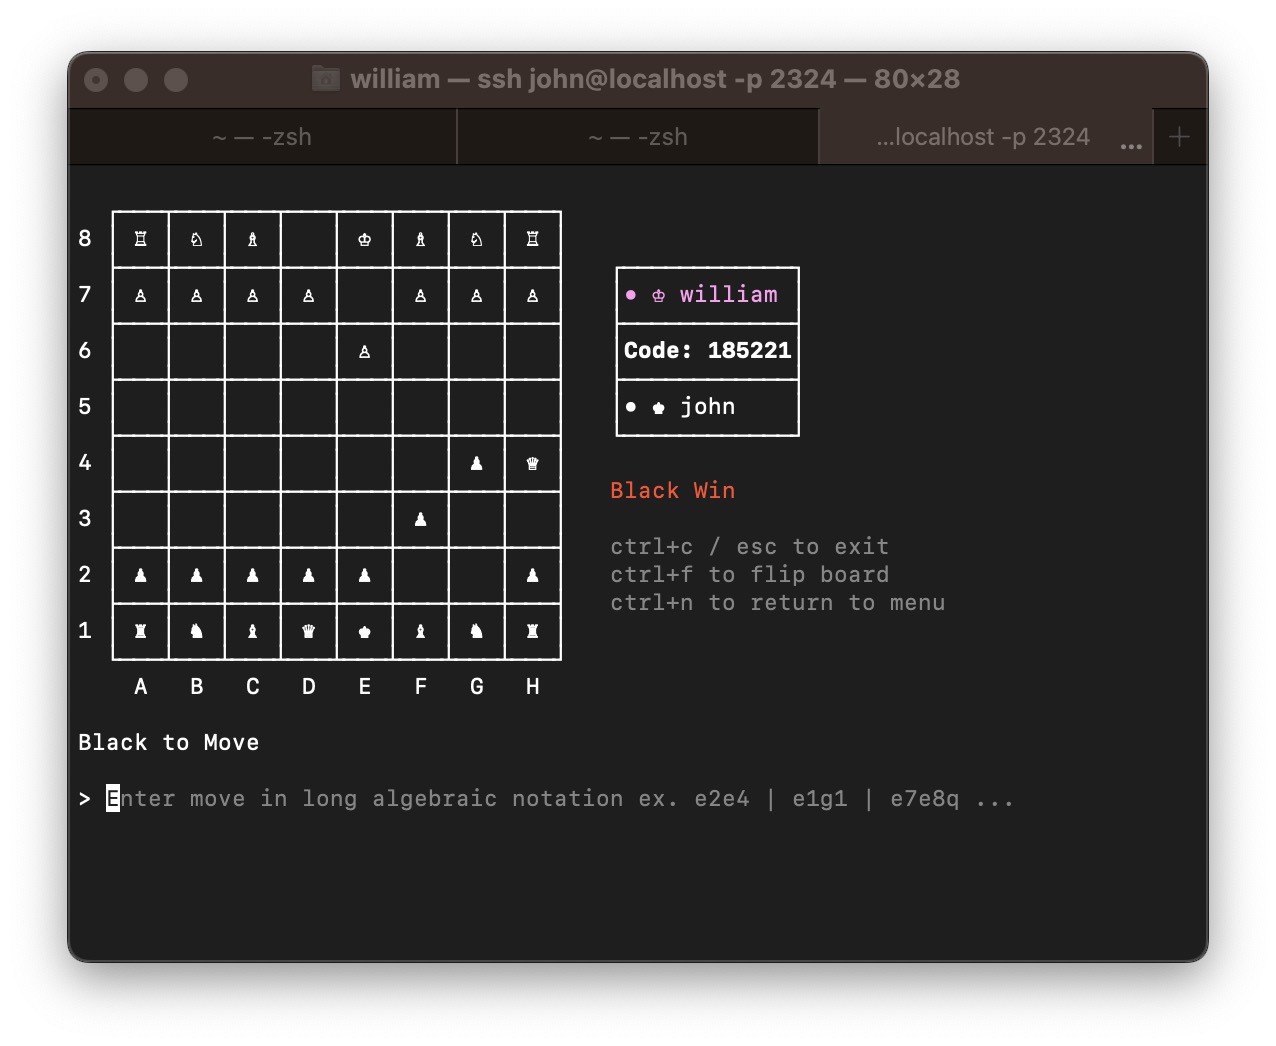 william — ssh john@localhost -p 2324 — 80×28
~ — -zsh
~ — -zsh
...localhost -p 2324 ...
8 ♖ ♘ ♗ ♔ ♗ ♘ ♖
7 ♙ ♙ ♙ ♙ ♙ ♙ ♙
6 ♙
5
4 ♟ ♛
3 ♟
2 ♟ ♟ ♟ ♟ ♟ ♟
1 ♜ ♞ ♝ ♛ ♚ ♝ ♞ ♜
A B C D E F G H
● ♔ william
Code: 185221
● ♚ john
Black Win
ctrl+c / esc to exit
ctrl+f to flip board
ctrl+n to return to menu
Black to Move
> Enter move in long algebraic notation ex. e2e4 | e1g1 | e7e8q ...